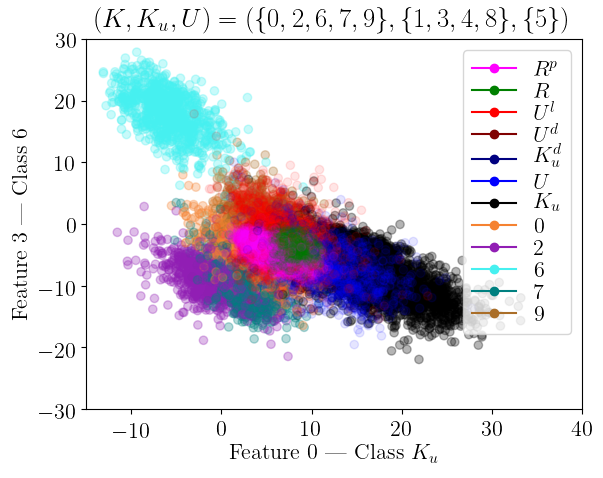 (K, K_u, U) = ({0, 2, 6, 7, 9}, {1, 3, 4, 8}, {5})
30
20
10
0
−10
−20
−30
Feature 3 — Class 6
R^p
R
U^l
U^d
K_u^d
U
K_u
0
2
6
7
9
−10
0
10
20
30
40
Feature 0 — Class K_u